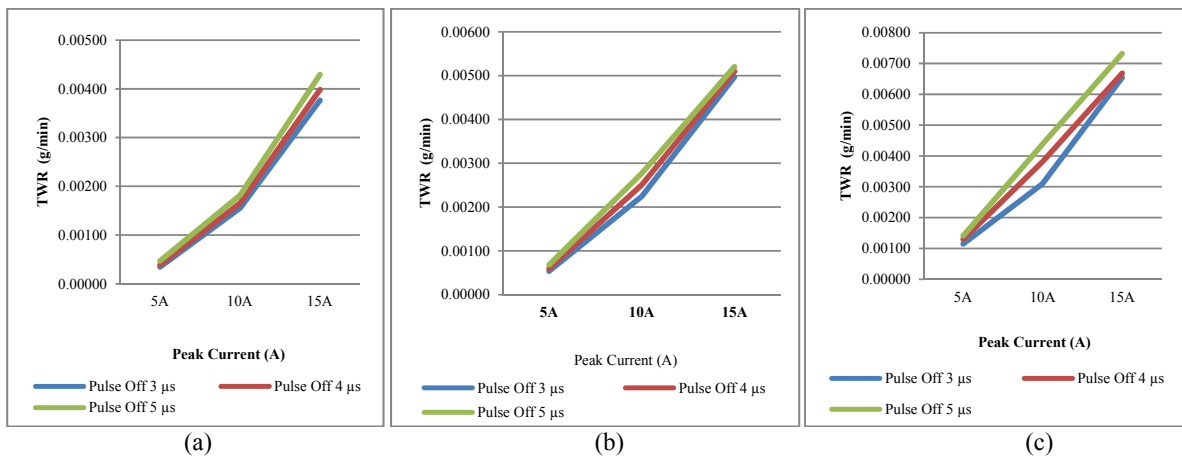 0.00500
0.00400
0.00300
0.00200
0.00100
0.00000
TWR (g/min)
5A 10A 15A
Peak Current (A)
Pulse Off 3 µs Pulse Off 4 µs
Pulse Off 5 µs
(a)
0.00600
0.00500
0.00400
0.00300
0.00200
0.00100
0.00000
TWR (g/min)
5A 10A 15A
Peak Current (A)
Pulse Off 3 µs Pulse Off 4 µs
Pulse Off 5 µs
(b)
0.00800
0.00700
0.00600
0.00500
0.00400
0.00300
0.00200
0.00100
0.00000
TWR (g/min)
5A 10A 15A
Peak Current (A)
Pulse Off 3 µs Pulse Off 4 µs
Pulse Off 5 µs
(c)